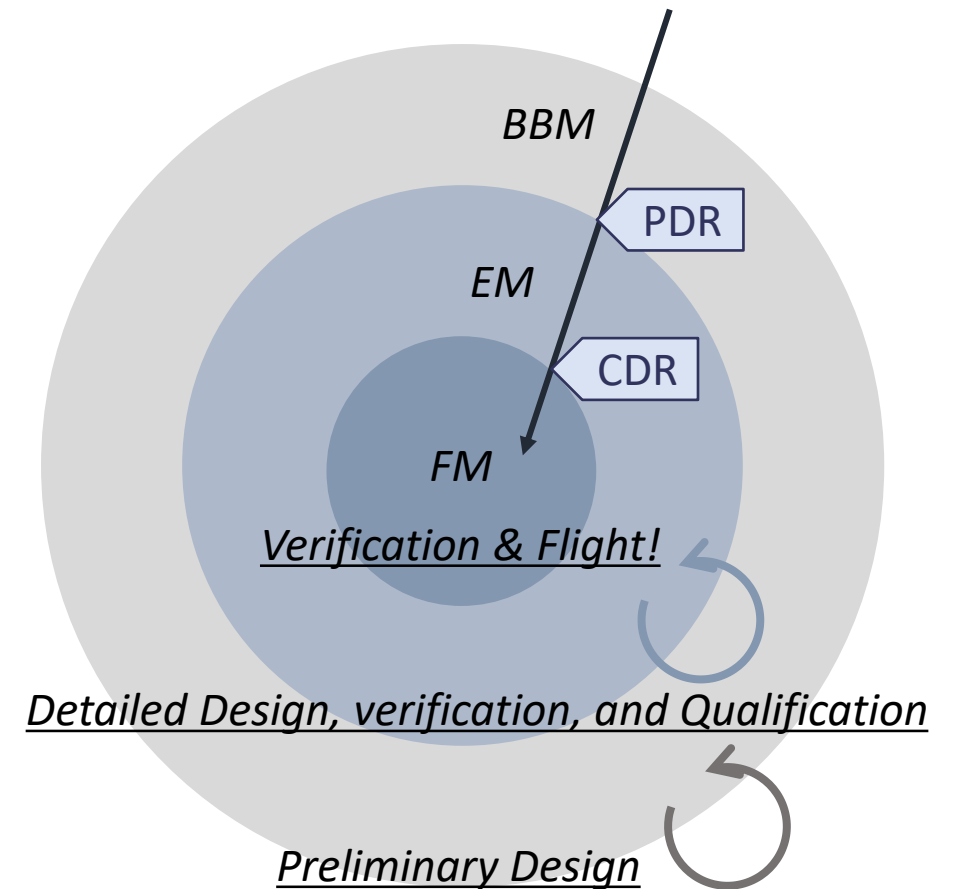 BBM
PDR
EM
CDR
FM
Verification & Flight!
Detailed Design, verification, and Qualification
Preliminary Design